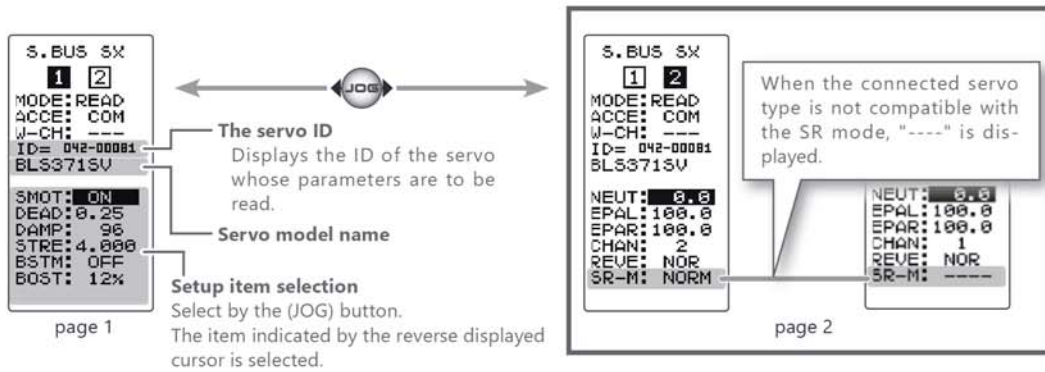 S.BUS SX
1 2
MODE:READ
ACCE: COM
W-CH: ---
ID= 042-00081
BLS371SV
SMOT: ON
DEAD:0.25
DAMP: 96
STRE:4.000
BSTM: OFF
BOST: 12%
page 1
JOG
The servo ID
Displays the ID of the servo
whose parameters are to be
read.
Servo model name
Setup item selection
Select by the (JOG) button.
The item indicated by the reverse displayed
cursor is selected.
S.BUS SX
1 2
MODE:READ
ACCE: COM
W-CH: ---
ID= 042-00081
BLS371SV
NEUT: 0.0
EPAL:100.0
EPAR:100.0
CHAN: 2
REVE: NOR
SR-M: NORM
When the connected servo
type is not compatible with
the SR mode, "----" is dis-
played.
NEUT: 0.0
EPAL:100.0
EPAR:100.0
CHAN: 1
REVE: NOR
SR-M: ----
page 2